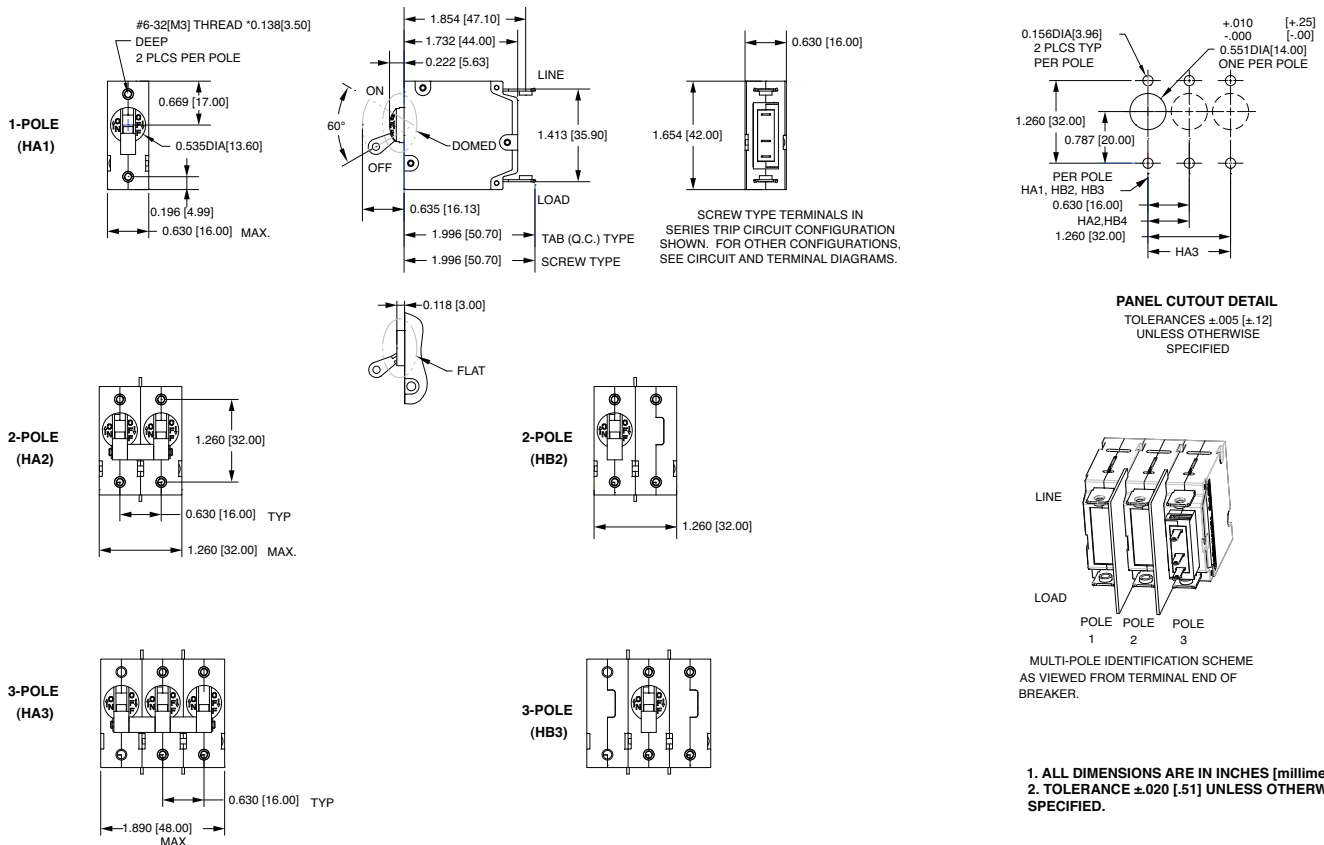 #6-32[M3] THREAD *0.138[3.50]
DEEP
2 PLCS PER POLE
1-POLE
(HA1)
0.669 [17.00]
0.535DIA[13.60]
0.196 [4.99]
0.630 [16.00] MAX.
1.854 [47.10]
1.732 [44.00]
0.222 [5.63]
ON
60°
OFF
LINE
1.413 [35.90]
DOMED
LOAD
0.635 [16.13]
1.996 [50.70]
TAB (Q.C.) TYPE
1.996 [50.70]
SCREW TYPE
0.630 [16.00]
1.654 [42.00]
SCREW TYPE TERMINALS IN
SERIES TRIP CIRCUIT CONFIGURATION
SHOWN. FOR OTHER CONFIGURATIONS,
SEE CIRCUIT AND TERMINAL DIAGRAMS.
0.156DIA[3.96]
2 PLCS TYP
PER POLE
+.010 [+.25]
-.000 [-.00]
0.551DIA[14.00]
ONE PER POLE
1.260 [32.00]
0.787 [20.00]
PER POLE
HA1, HB2, HB3
0.630 [16.00]
HA2,HB4
1.260 [32.00]
HA3
PANEL CUTOUT DETAIL
TOLERANCES ±.005 [±.12]
UNLESS OTHERWISE
SPECIFIED
0.118 [3.00]
FLAT
2-POLE
(HA2)
ON
OFF
1.260 [32.00]
0.630 [16.00] TYP
1.260 [32.00] MAX.
2-POLE
(HB2)
1.260 [32.00]
LINE
LOAD
POLE POLE POLE
1 2 3
MULTI-POLE IDENTIFICATION SCHEME
AS VIEWED FROM TERMINAL END OF
BREAKER.
3-POLE
(HA3)
ON
OFF
0.630 [16.00] TYP
1.890 [48.00]
MAX.
3-POLE
(HB3)
1. ALL DIMENSIONS ARE IN INCHES [millime
2. TOLERANCE ±.020 [.51] UNLESS OTHERW
SPECIFIED.